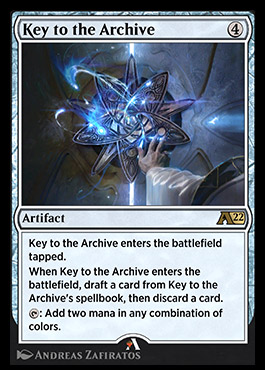 Key to the Archive 4
Artifact A22
Key to the Archive enters the battlefield
tapped.
When Key to the Archive enters the
battlefield, draft a card from Key to the
Archive's spellbook, then discard a card.
: Add two mana in any combination of
colors.
Andreas Zafiratos